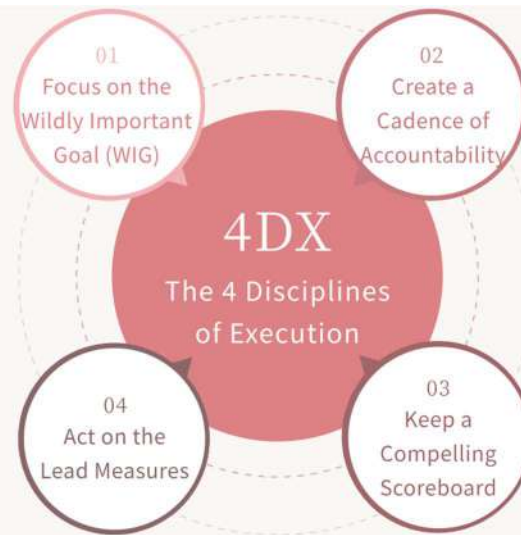 01
Focus on the
Wildly Important
Goal (WIG)
02
Create a
Cadence of
Accountability
4DX
The 4 Disciplines
of Execution
03
Keep a
Compelling
Scoreboard
04
Act on the
Lead Measures